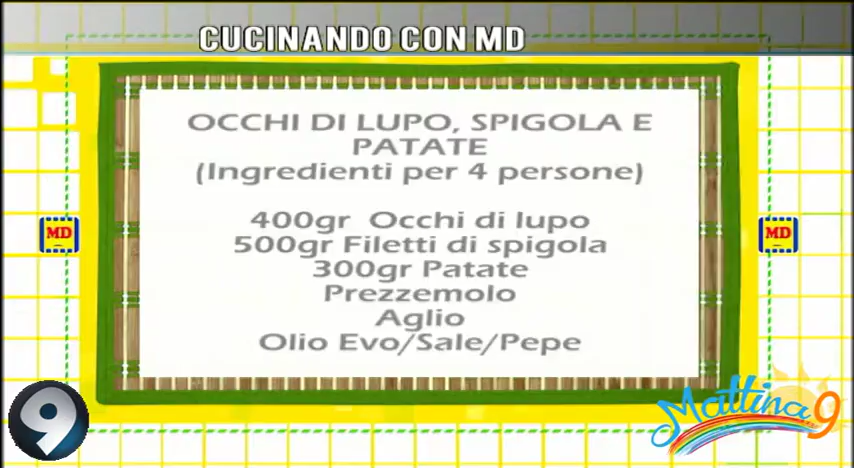 CUCINANDO CON MD
OCCHI DI LUPO, SPIGOLA E
PATATE
(Ingredienti per 4 persone)
400gr Occhi di lupo
500gr Filetti di spigola
300gr Patate
Prezzemolo
Aglio
Olio Evo/Sale/Pepe
MD
MD
9
Mattina 9